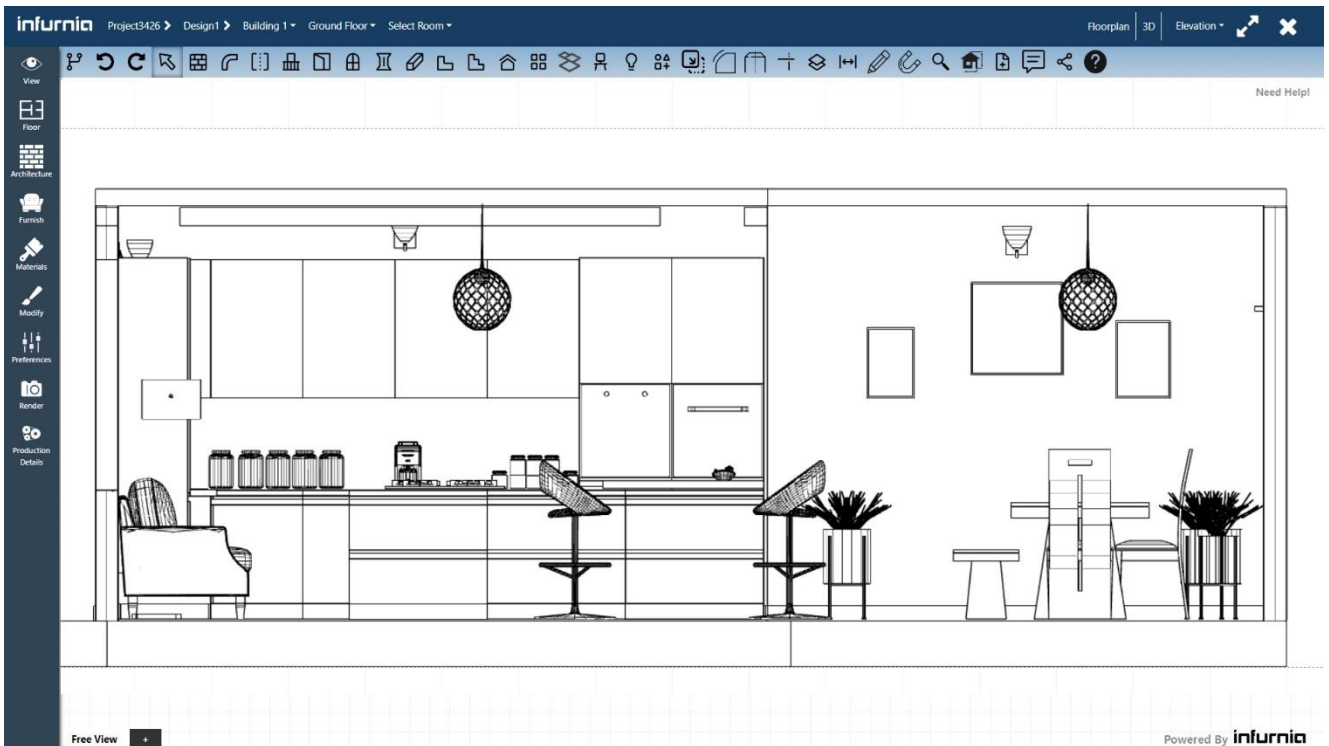 infurnia Project3426 Design1 Building 1 Ground Floor Select Room Floorplan 3D Elevation
View
Need Help!
Floor
Architecture
Furnish
Materials
Modify
Preferences
Render
Production
Details
Free View + Powered By infurnia